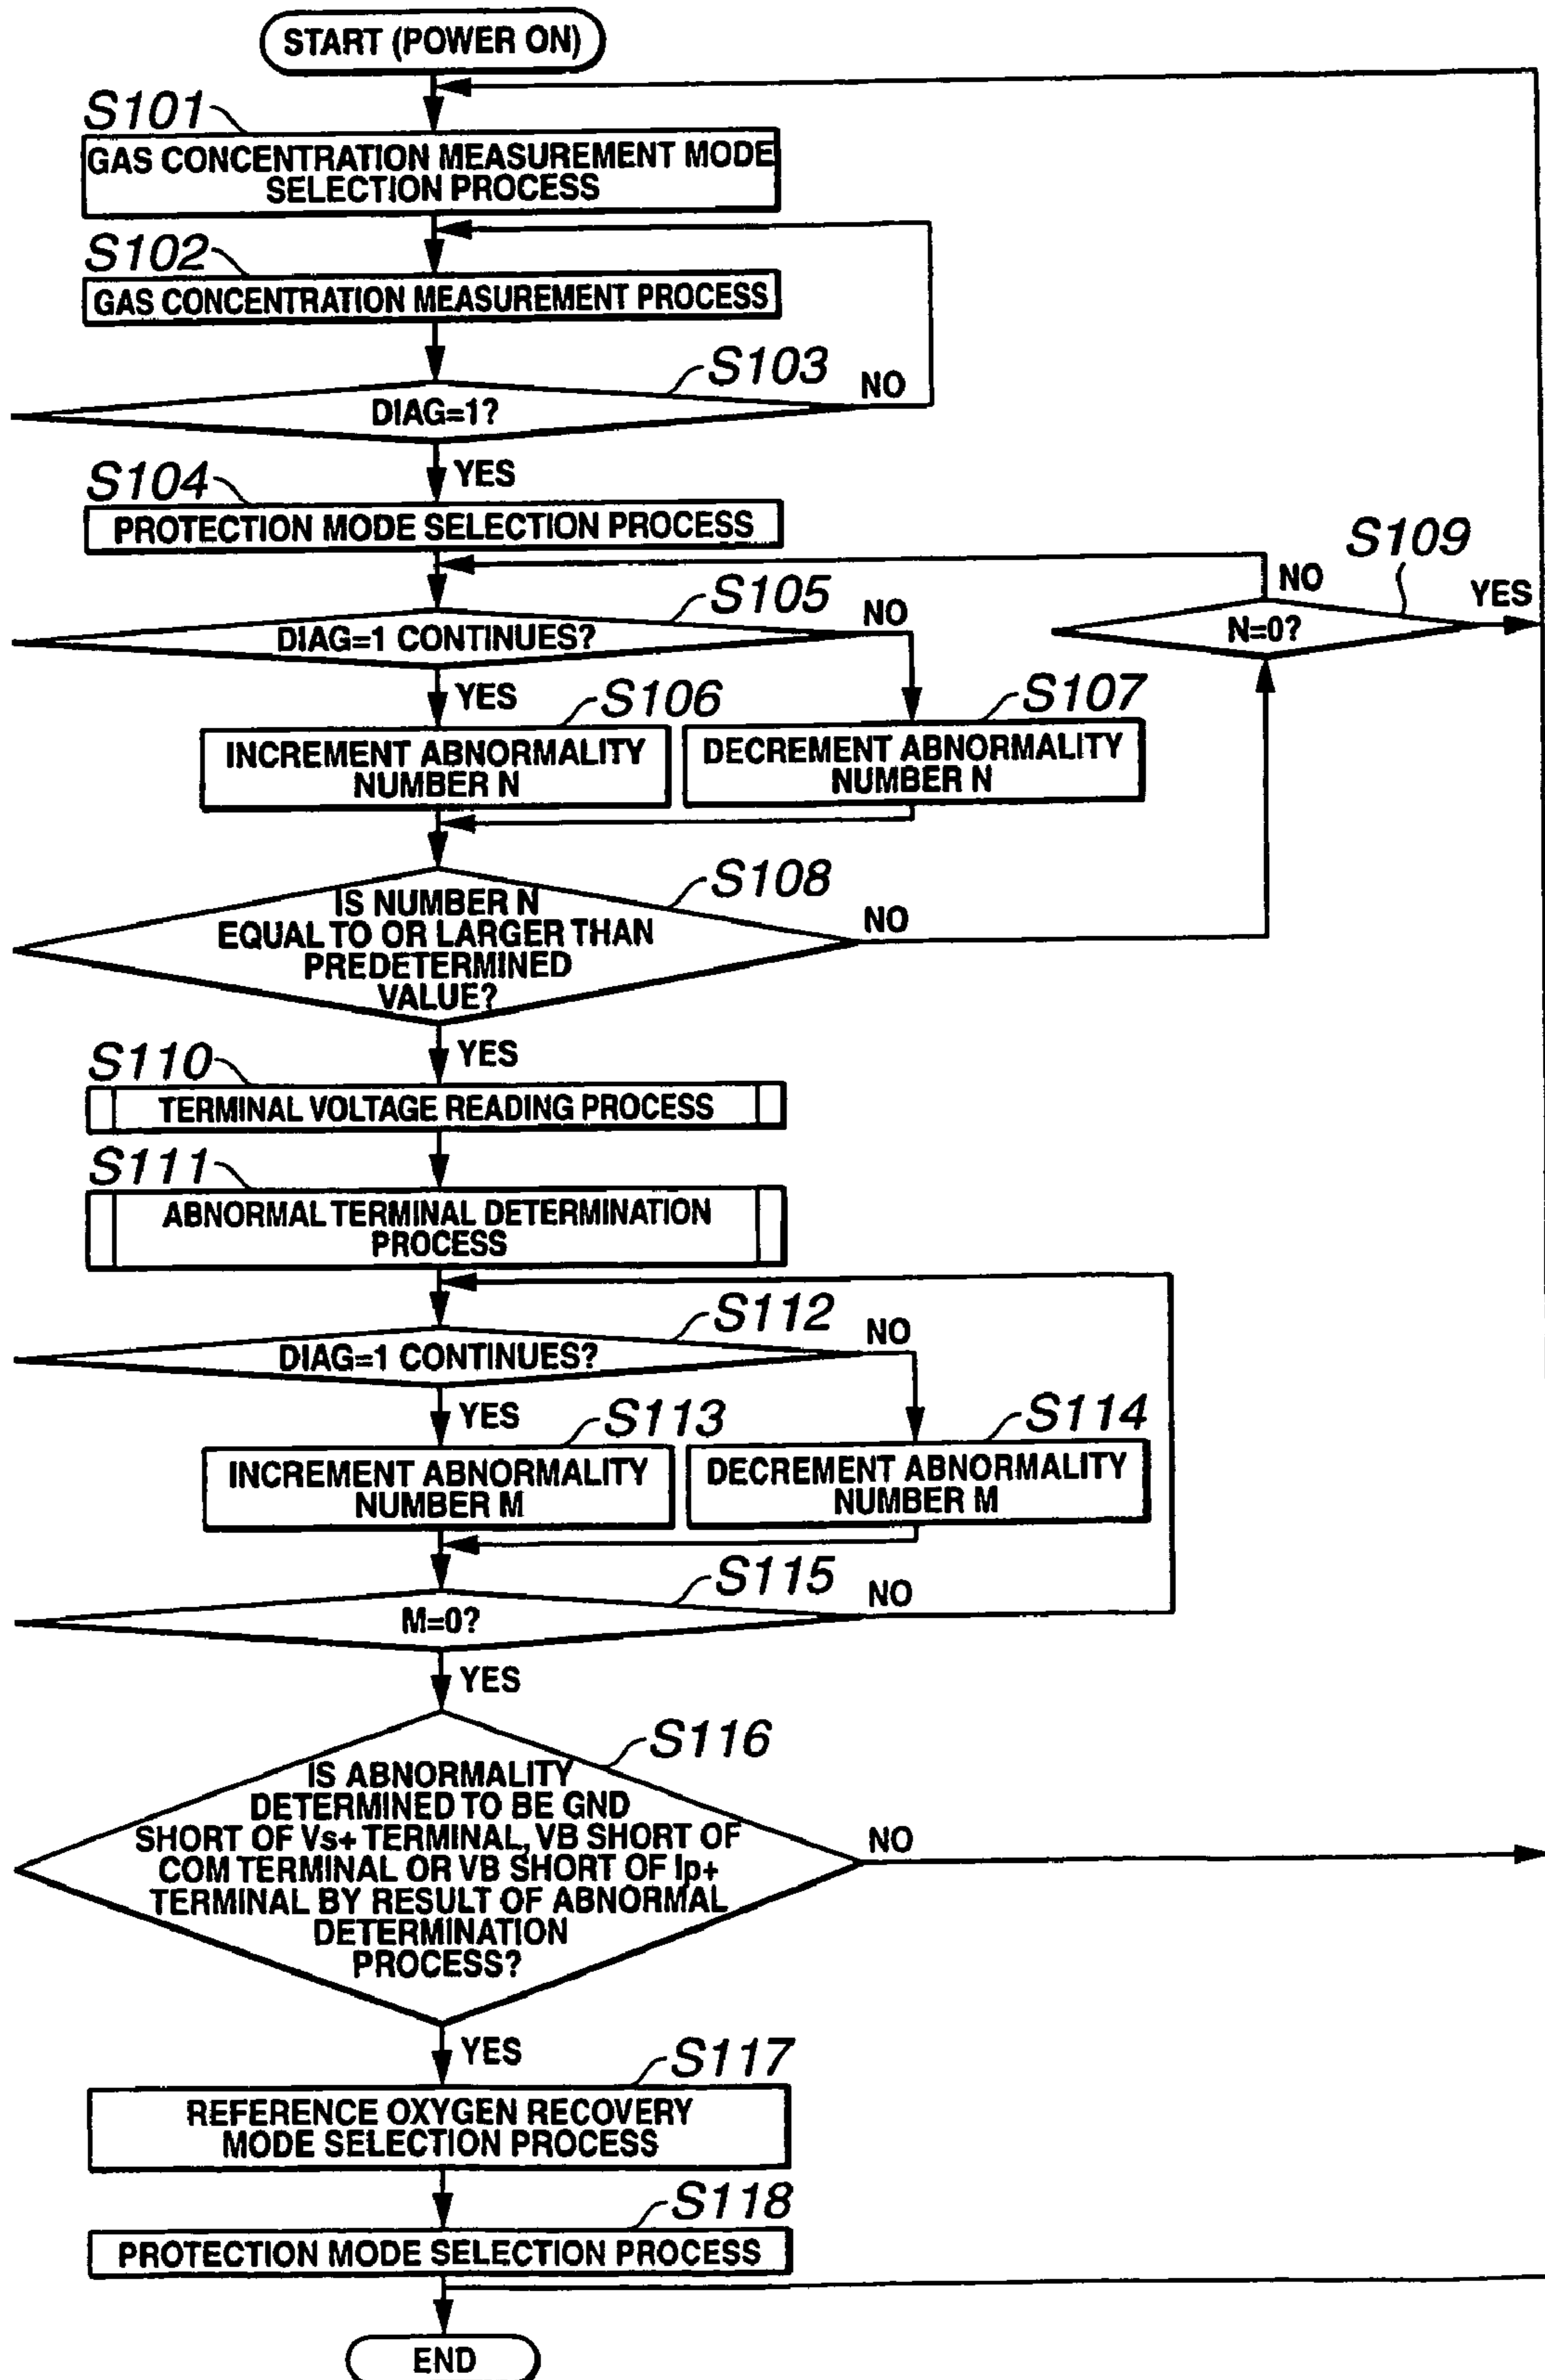 START (POWER ON)
S101
GAS CONCENTRATION MEASUREMENT MODE
SELECTION PROCESS
S102
GAS CONCENTRATION MEASUREMENT PROCESS
S103
NO
DIAG=1?
YES
S104
PROTECTION MODE SELECTION PROCESS
S109
NO
YES
N=0?
S105
NO
DIAG=1 CONTINUES?
YES
S106
S107
INCREMENT ABNORMALITY
NUMBER N
DECREMENT ABNORMALITY
NUMBER N
S108
IS NUMBER N
EQUAL TO OR LARGER THAN
PREDETERMINED
VALUE?
NO
YES
S110
TERMINAL VOLTAGE READING PROCESS
S111
ABNORMAL TERMINAL DETERMINATION
PROCESS
S112
NO
DIAG=1 CONTINUES?
YES
S113
S114
INCREMENT ABNORMALITY
NUMBER M
DECREMENT ABNORMALITY
NUMBER M
S115
NO
M=0?
YES
S116
IS ABNORMALITY
DETERMINED TO BE GND
SHORT OF Vs+ TERMINAL, VB SHORT OF
COM TERMINAL OR VB SHORT OF Ip+
TERMINAL BY RESULT OF ABNORMAL
DETERMINATION
PROCESS?
NO
YES
S117
REFERENCE OXYGEN RECOVERY
MODE SELECTION PROCESS
S118
PROTECTION MODE SELECTION PROCESS
END